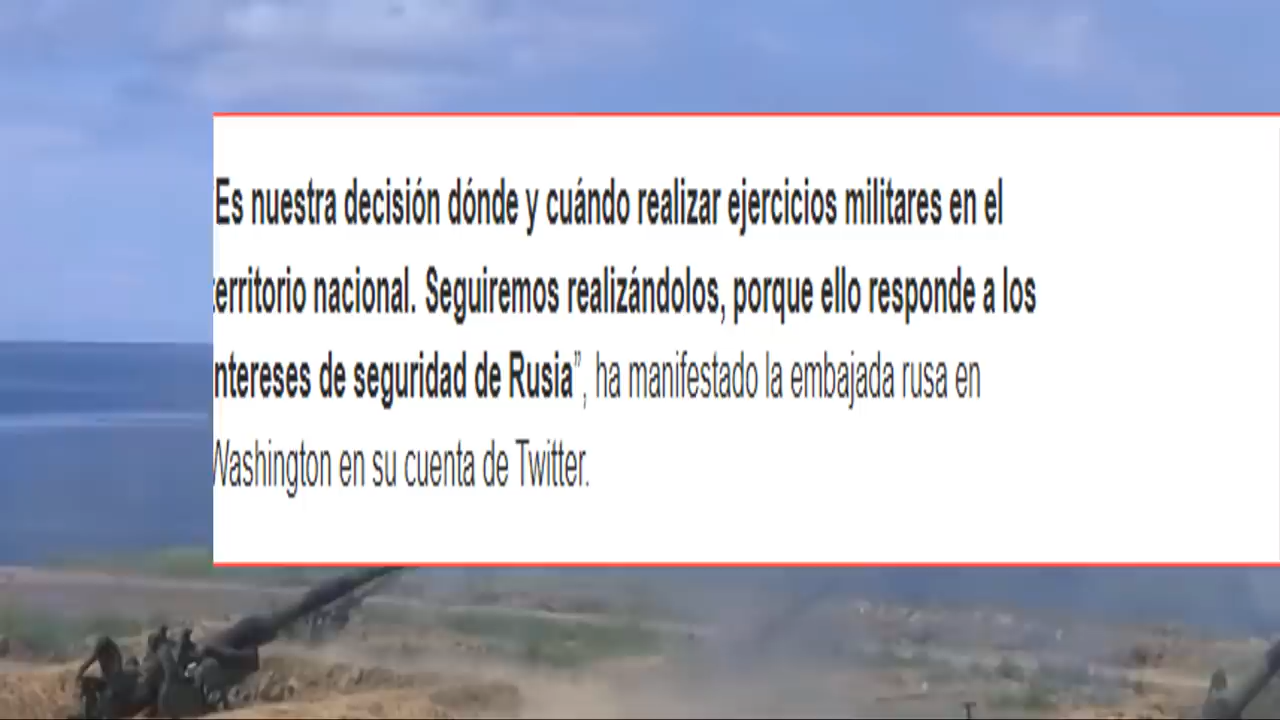 Es nuestra decisión dónde y cuándo realizar ejercicios militares en el
territorio nacional. Seguiremos realizándolos, porque ello responde a los
ntereses de seguridad de Rusia”, ha manifestado la embajada rusa en
Washington en su cuenta de Twitter.